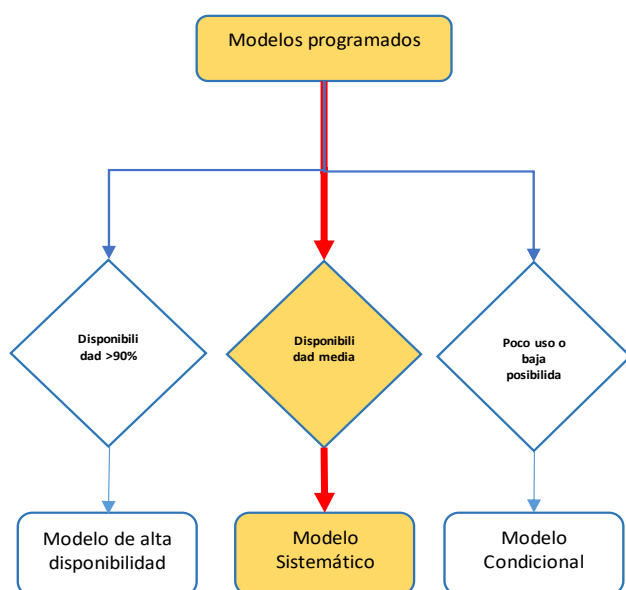 Modelos programados
Disponibili
dad >90%
Disponibili
dad media
Poco uso o
baja
posibilida
Modelo de alta
disponibilidad
Modelo
Sistemático
Modelo
Condicional